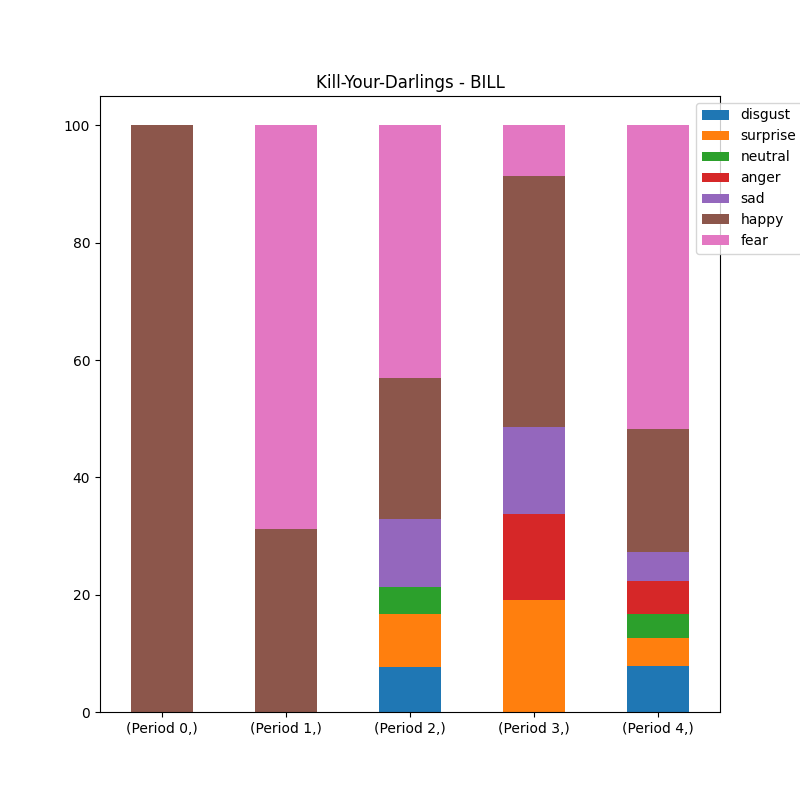 Kill-Your-Darlings - BILL
100
80
60
40
20
0
(Period 0,)
(Period 1,)
(Period 2,)
(Period 3,)
(Period 4,)
disgust
surprise
neutral
anger
sad
happy
fear